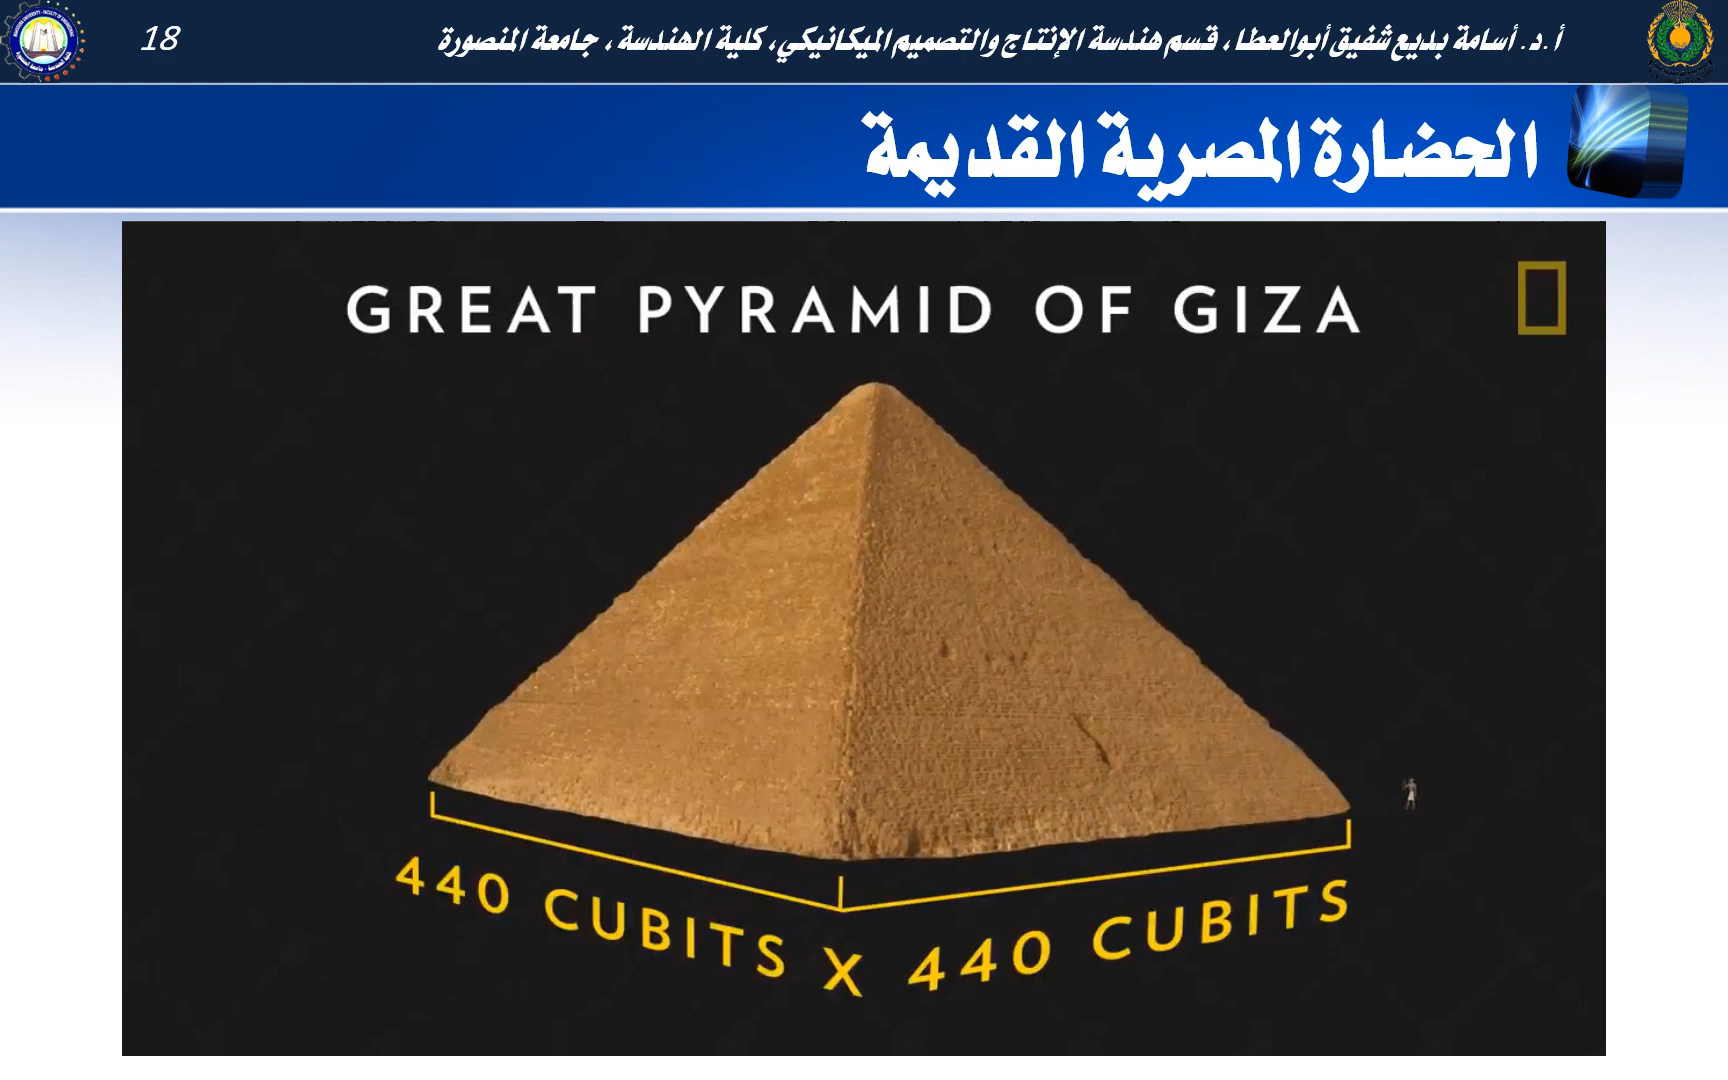 أ.د. أسامة بديع شفيق أبوالعطا ، قسم هندسة الإنتاج والتصميم الميكانيكي، كلية الهندسة ، جامعة المنصورة
18
الحضارة المصرية القديمة
GREAT PYRAMID OF GIZA
440 CUBITS X 440 CUBITS